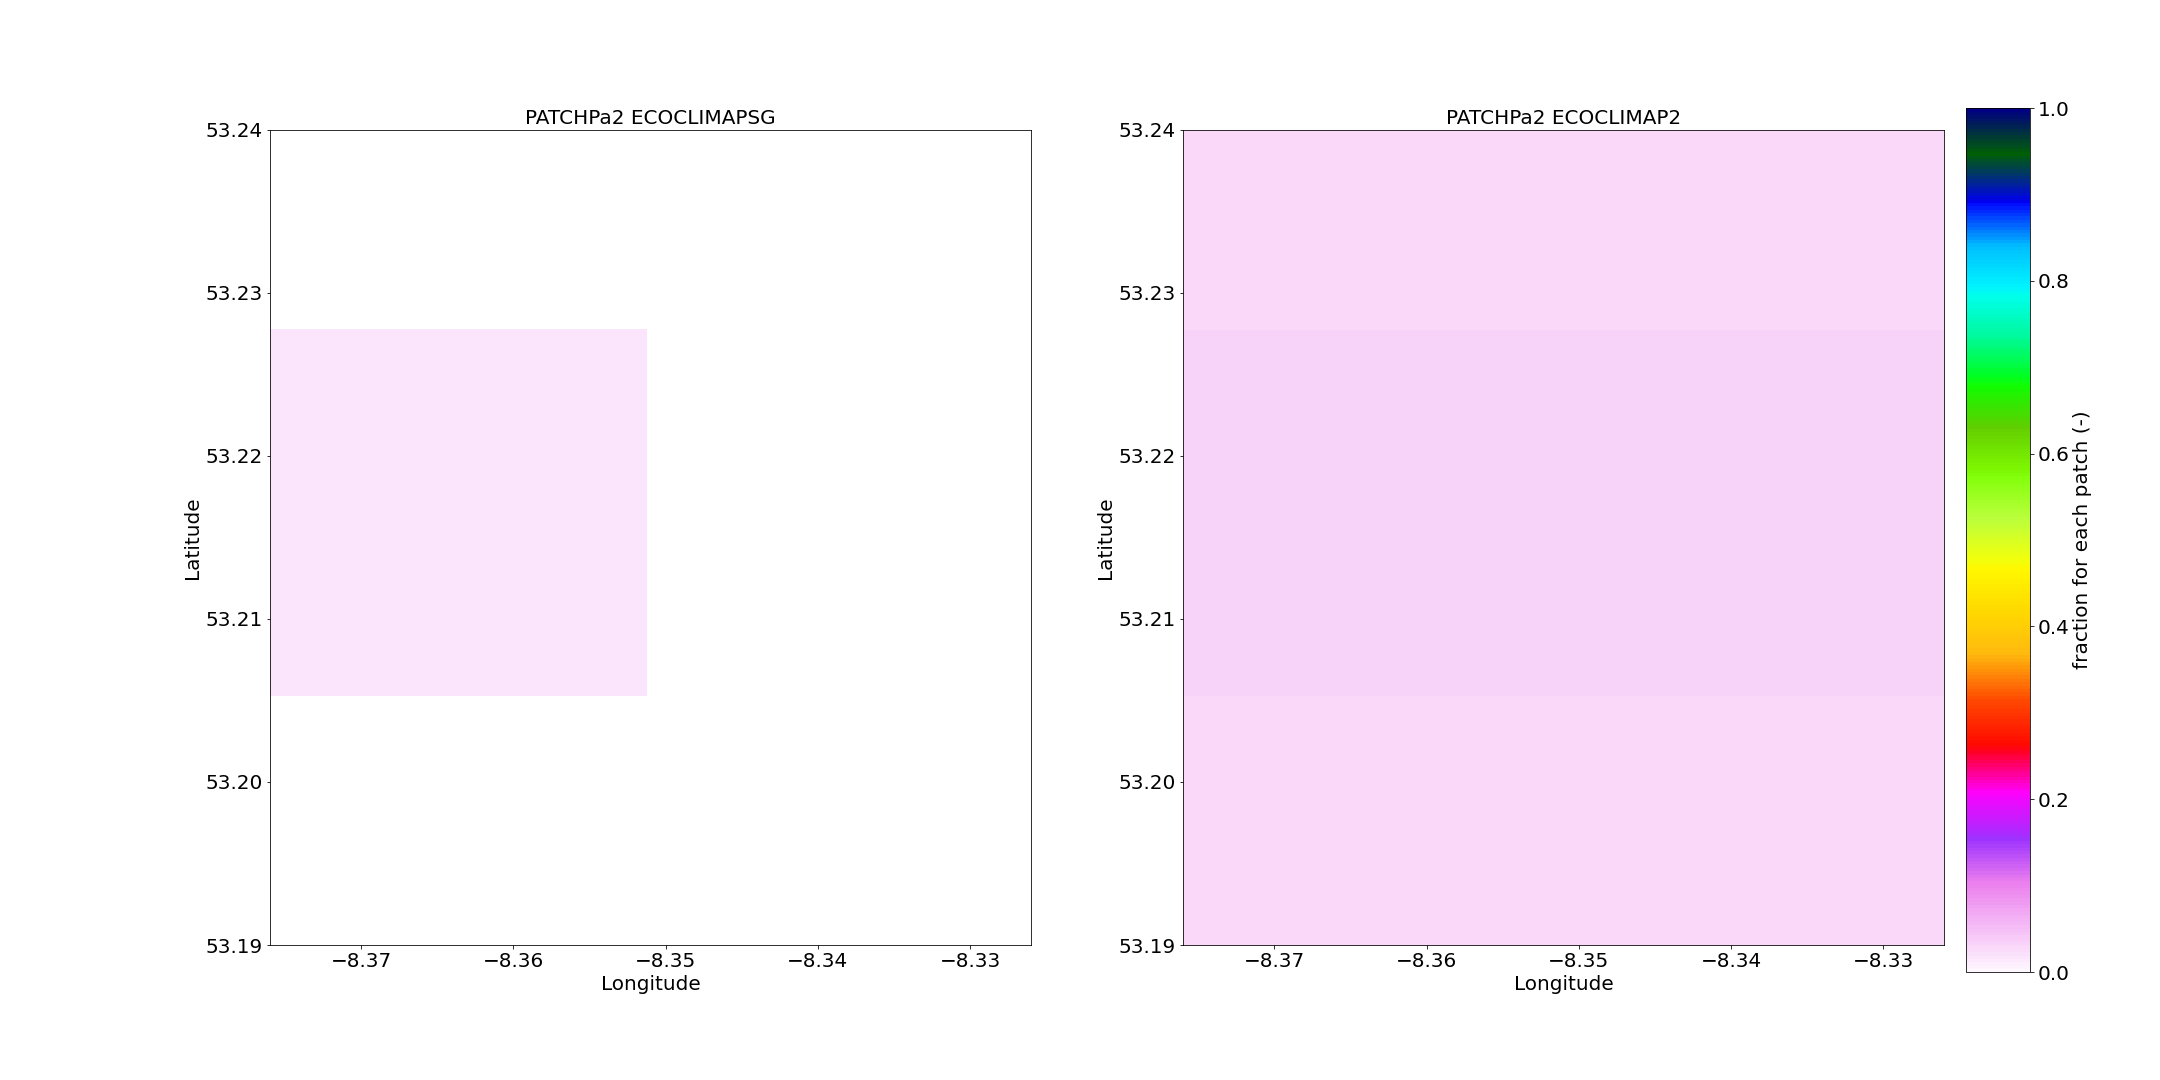 PATCHPa2 ECOCLIMAPSG
53.24
53.23
53.22
53.21
53.20
53.19
Latitude
−8.37 −8.36 −8.35 −8.34 −8.33
Longitude
PATCHPa2 ECOCLIMAP2
53.24
53.23
53.22
53.21
53.20
53.19
Latitude
−8.37 −8.36 −8.35 −8.34 −8.33
Longitude
1.0
0.8
0.6
0.4
0.2
0.0
fraction for each patch (-)